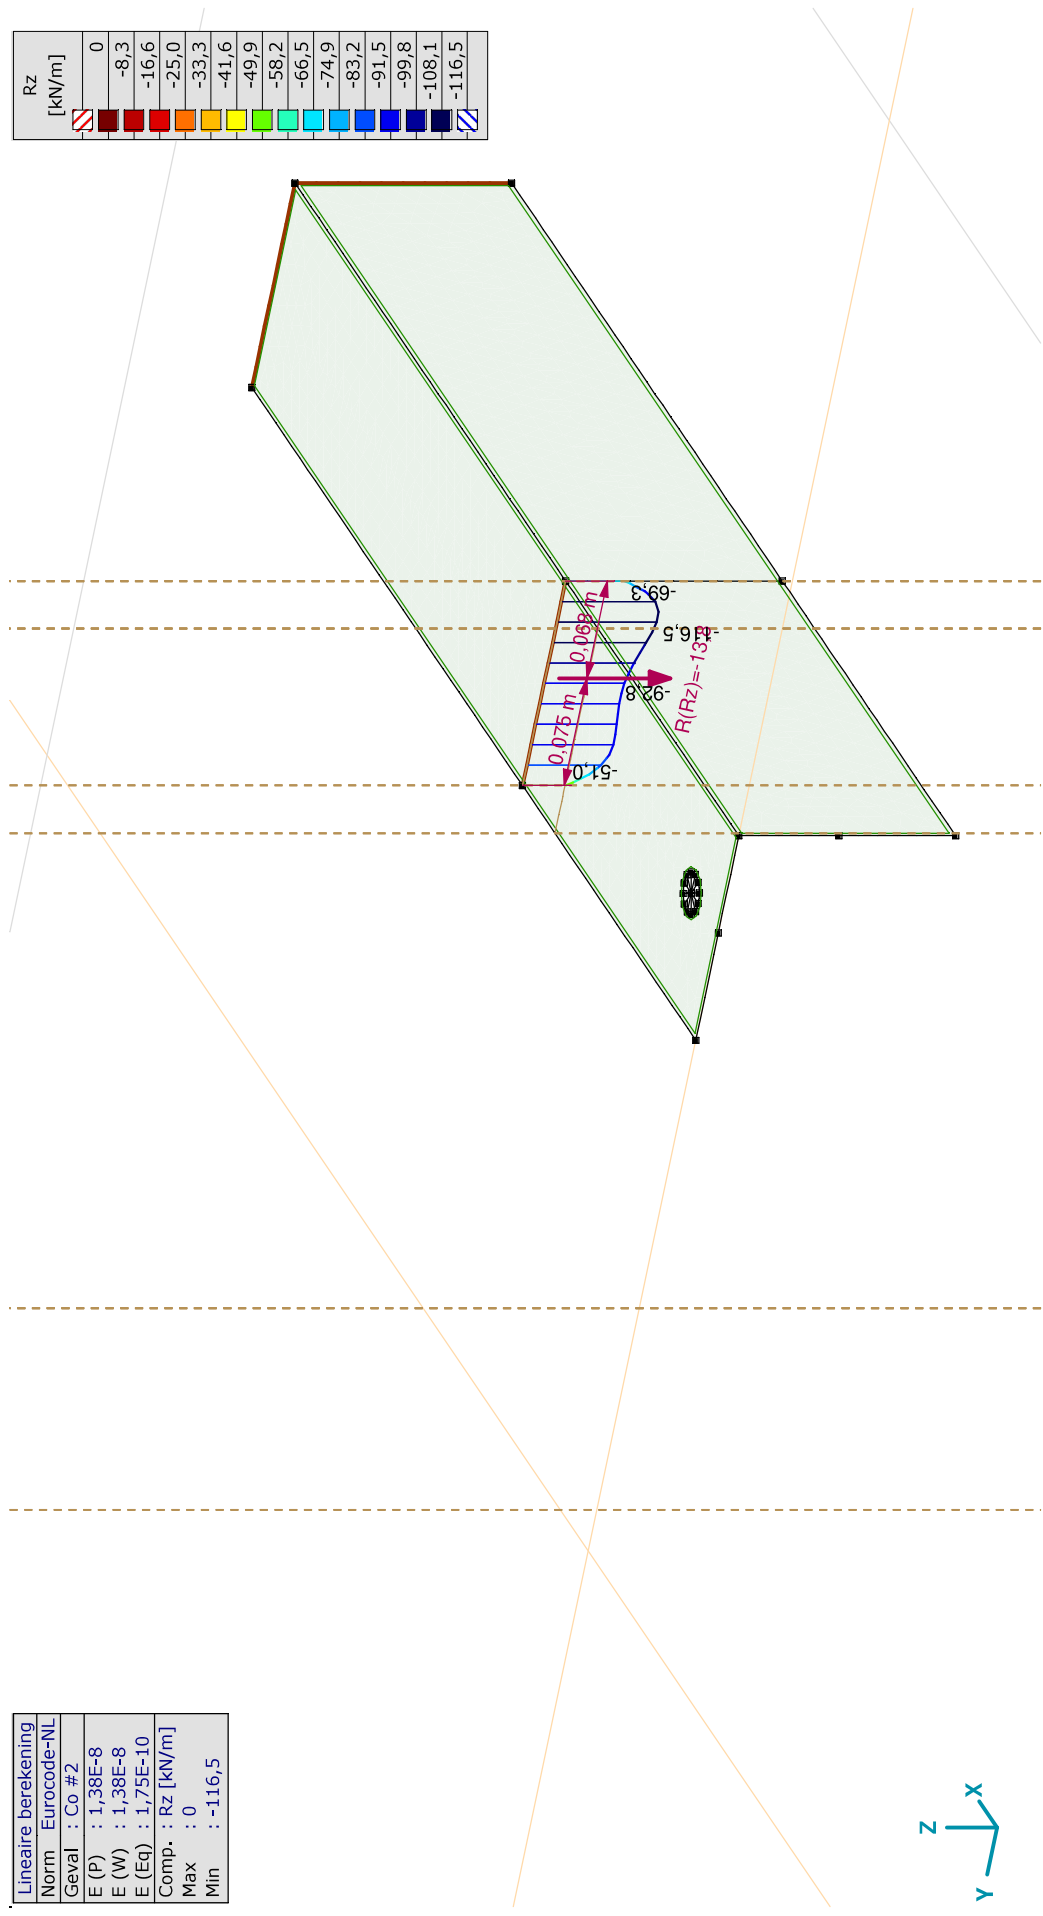 Rz
[kN/m]
0
-8,3
-16,6
-25,0
-33,3
-41,6
-49,9
-58,2
-66,5
-74,9
-83,2
-91,5
-99,8
-108,1
-116,5
-69,3
0,068 m
-116,5
R(Rz)=-13,8
-92,8
0,075 m
-51,0
Lineaire berekening
Norm Eurocode-NL
Geval : Co #2
E (P) : 1,38E-8
E (W) : 1,38E-8
E (Eq) : 1,75E-10
Comp. : Rz [kN/m]
Max : 0
Min : -116,5
Z
X
Y